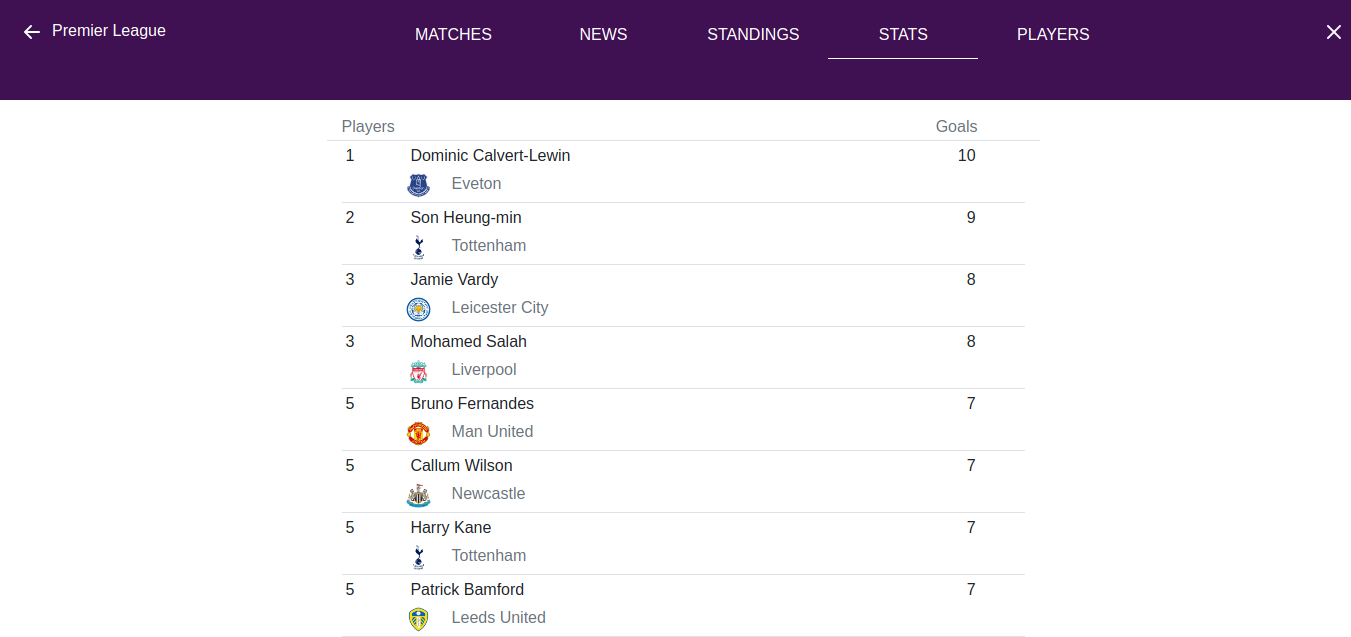 Premier League
MATCHES NEWS STANDINGS STATS PLAYERS
Players Goals
1 Dominic Calvert-Lewin 10
Eveton
2 Son Heung-min 9
Tottenham
3 Jamie Vardy 8
Leicester City
3 Mohamed Salah 8
Liverpool
5 Bruno Fernandes 7
Man United
5 Callum Wilson 7
Newcastle
5 Harry Kane 7
Tottenham
5 Patrick Bamford 7
Leeds United